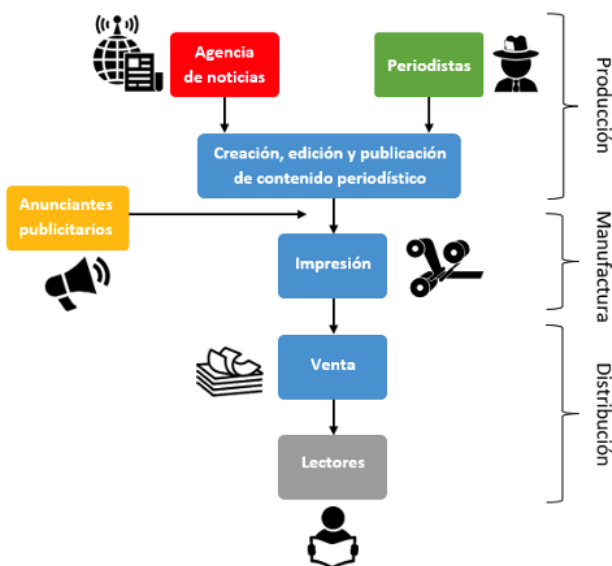 Agencia
de noticias
Periodistas
Producción
Creación, edición y publicación
de contenido periodístico
Anunciantes
publicitarios
Impresión
Manufactura
Venta
Distribución
Lectores